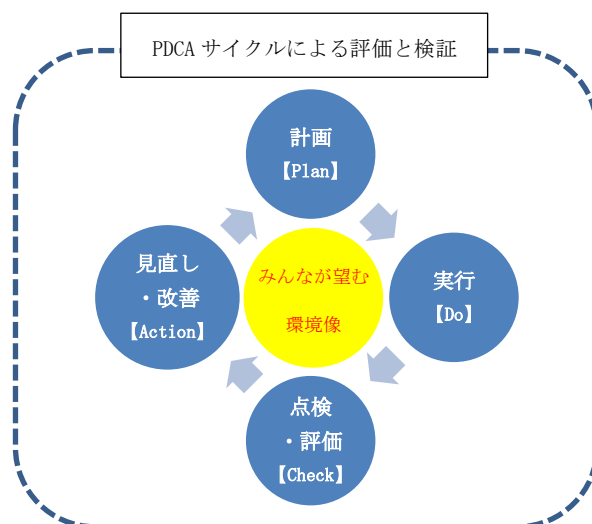 PDCA サイクルによる評価と検証
計画
【Plan】
実行
【Do】
点検
・評価
【Check】
見直し
・改善
【Action】
みんなが望む
環境像